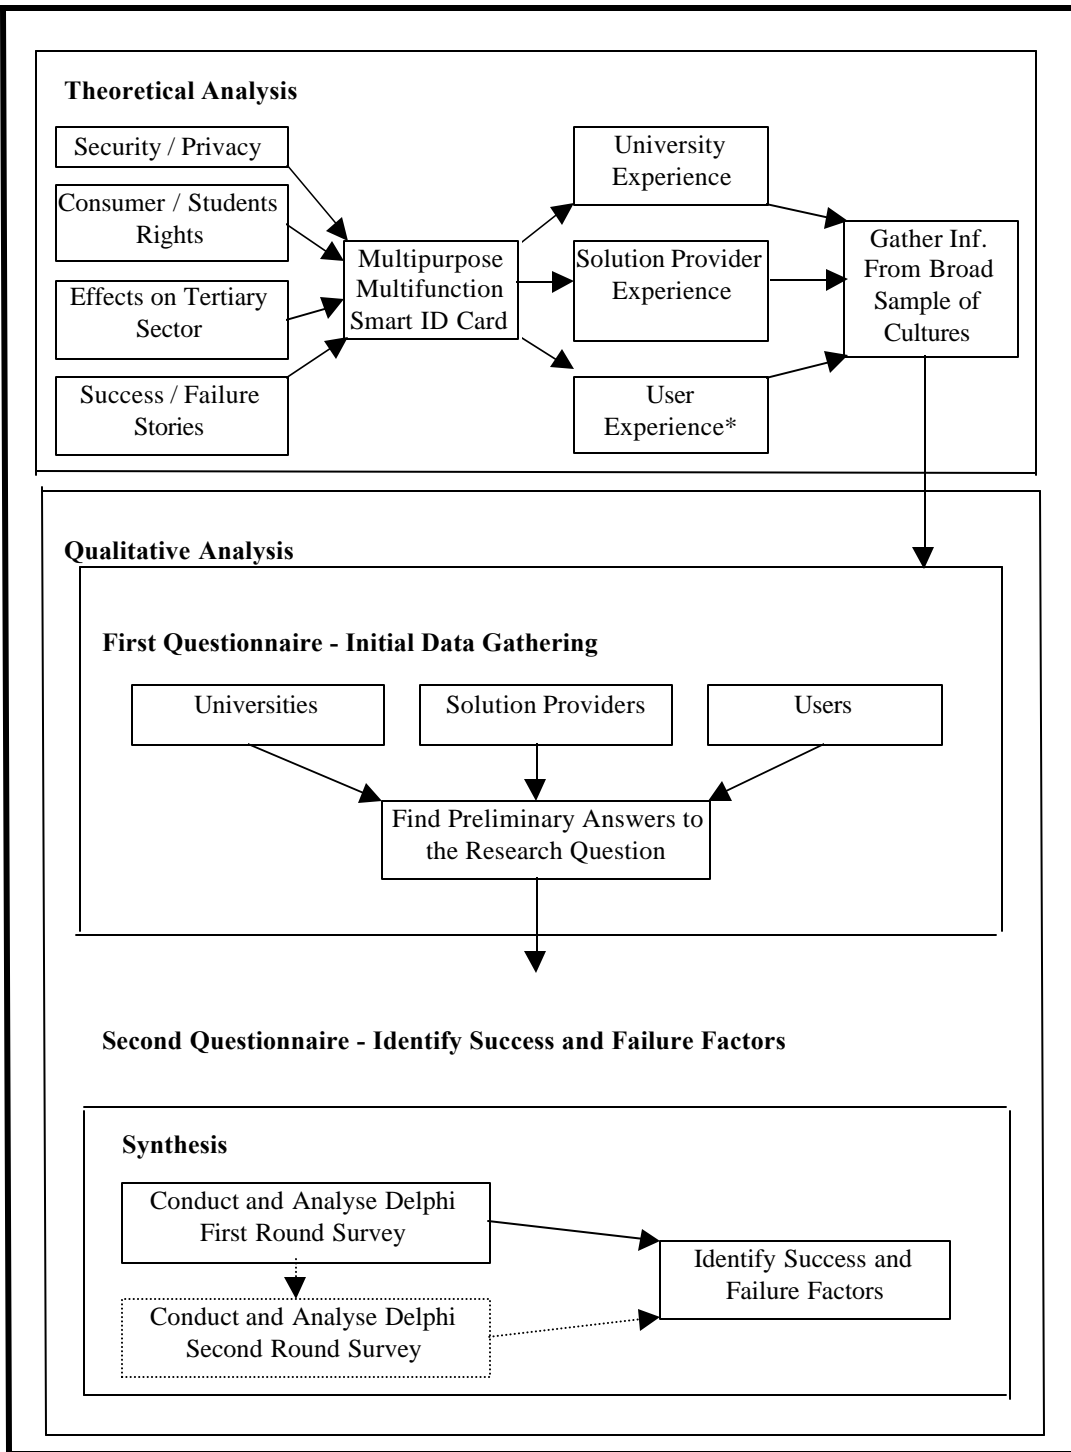 Theoretical Analysis
Security / Privacy
Consumer / Students
Rights
Effects on Tertiary
Sector
Success / Failure
Stories
Multipurpose
Multifunction
Smart ID Card
University
Experience
Solution Provider
Experience
User
Experience*
Gather Inf.
From Broad
Sample of
Cultures
Qualitative Analysis
First Questionnaire - Initial Data Gathering
Universities
Solution Providers
Users
Find Preliminary Answers to
the Research Question
Second Questionnaire - Identify Success and Failure Factors
Synthesis
Conduct and Analyse Delphi
First Round Survey
Conduct and Analyse Delphi
Second Round Survey
Identify Success and
Failure Factors